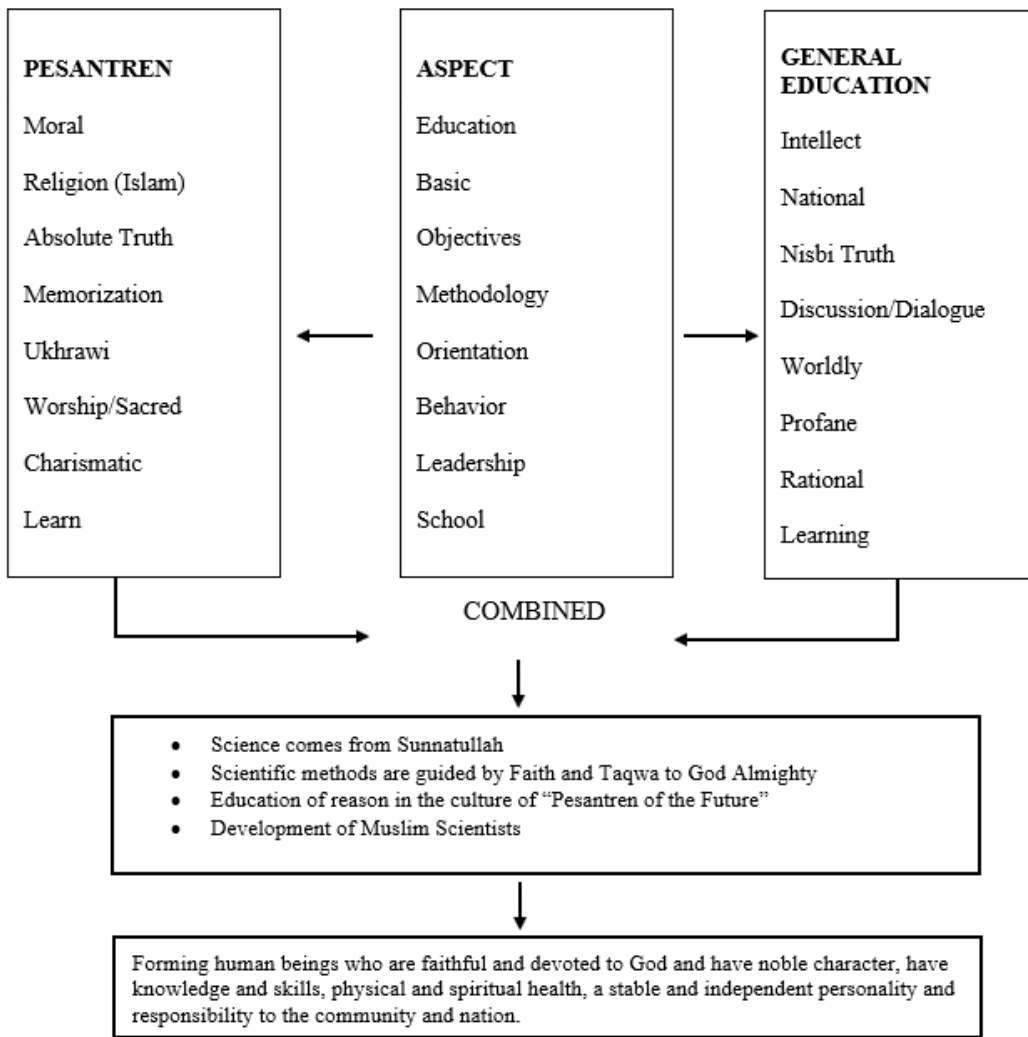 PESANTREN
Moral
Religion (Islam)
Absolute Truth
Memorization
Ukhrawi
Worship/Sacred
Charismatic
Learn
ASPECT
Education
Basic
Objectives
Methodology
Orientation
Behavior
Leadership
School
GENERAL
EDUCATION
Intellect
National
Nisbi Truth
Discussion/Dialogue
Worldly
Profane
Rational
Learning
COMBINED
• Science comes from Sunnatullah
• Scientific methods are guided by Faith and Taqwa to God Almighty
• Education of reason in the culture of “Pesantren of the Future”
• Development of Muslim Scientists
Forming human beings who are faithful and devoted to God and have noble character, have
knowledge and skills, physical and spiritual health, a stable and independent personality and
responsibility to the community and nation.